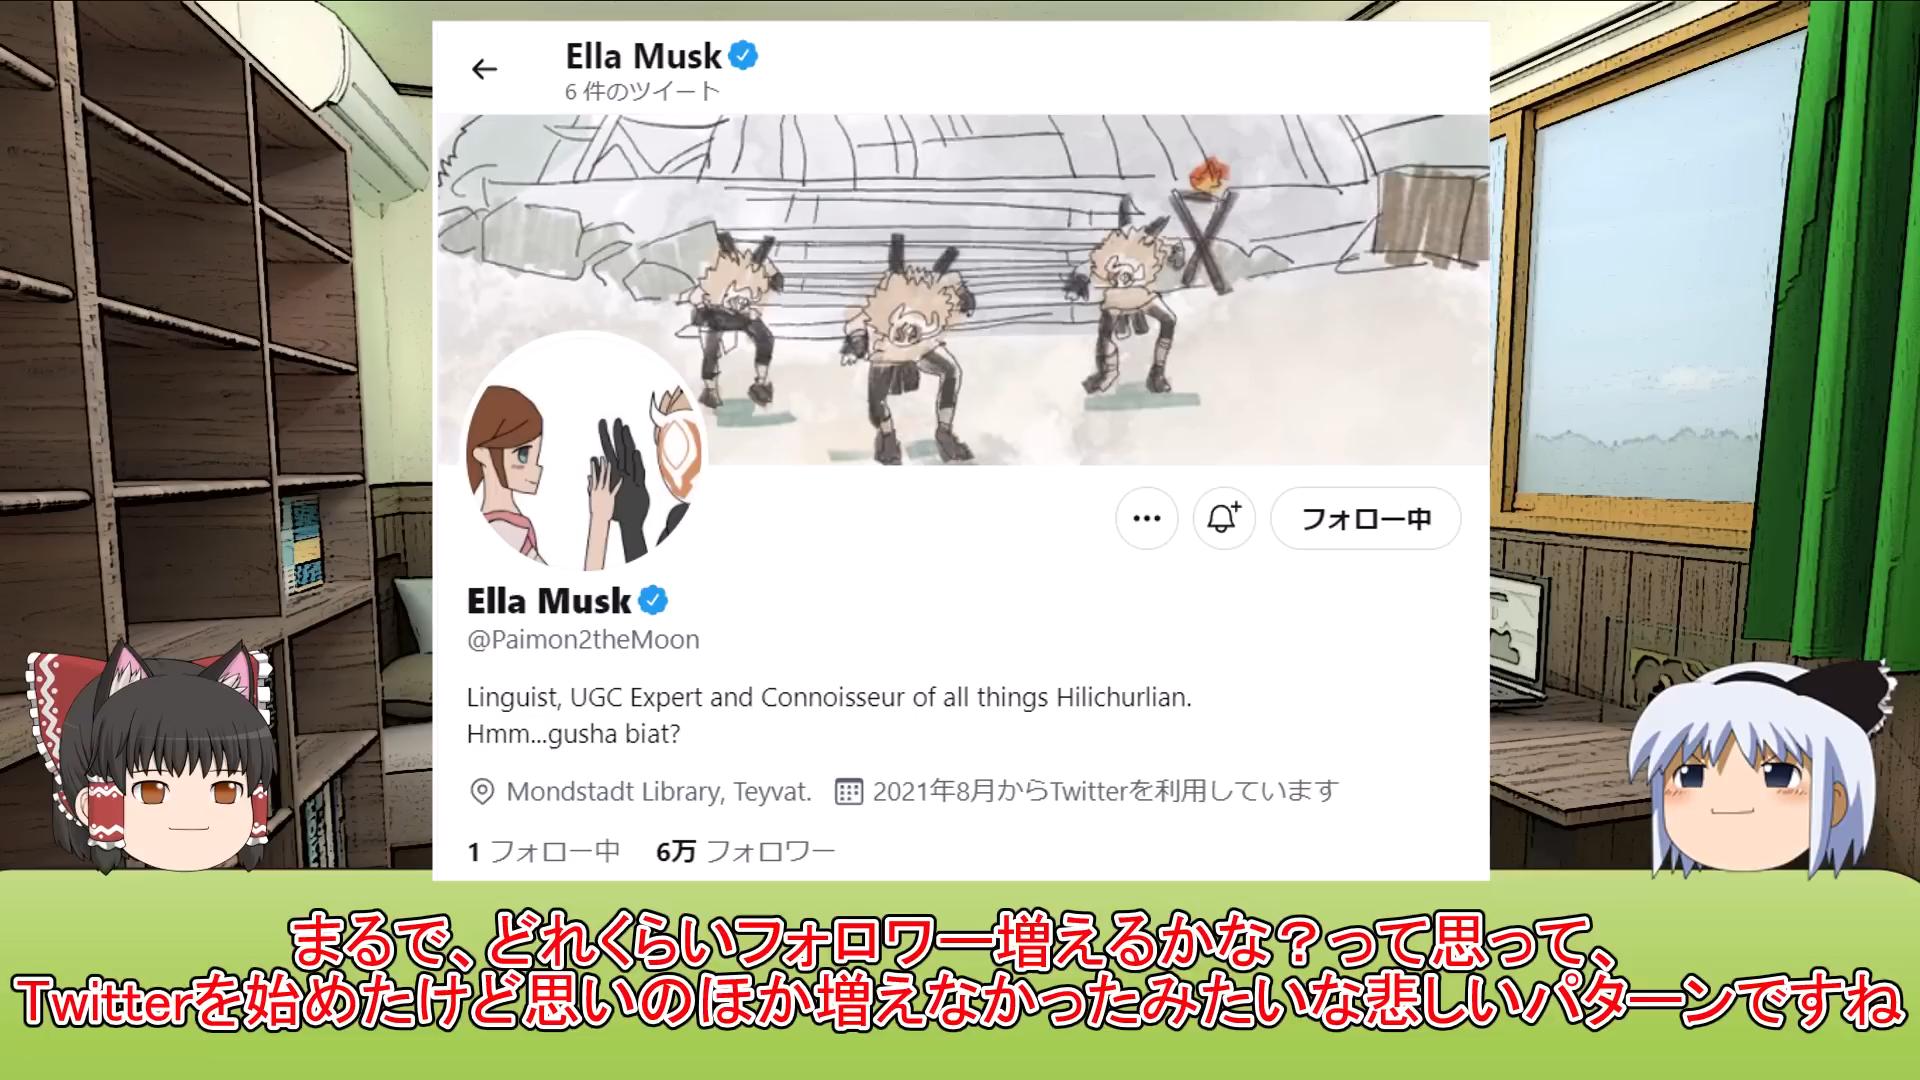 Ella Musk
6 件のツイート
フォロー中
Ella Musk
@Paimon2theMoon
Linguist, UGC Expert and Connoisseur of all things Hilichurlian.
Hmm...gusha biat?
Mondstadt Library, Teyvat. 2021年8月からTwitterを利用しています
1 フォロー中 6万 フォロワー
まるで、どれくらいフォロワー増えるかな？って思って、
Twitterを始めたけど思いのほか増えなかったみたいな悲しいパターンですね